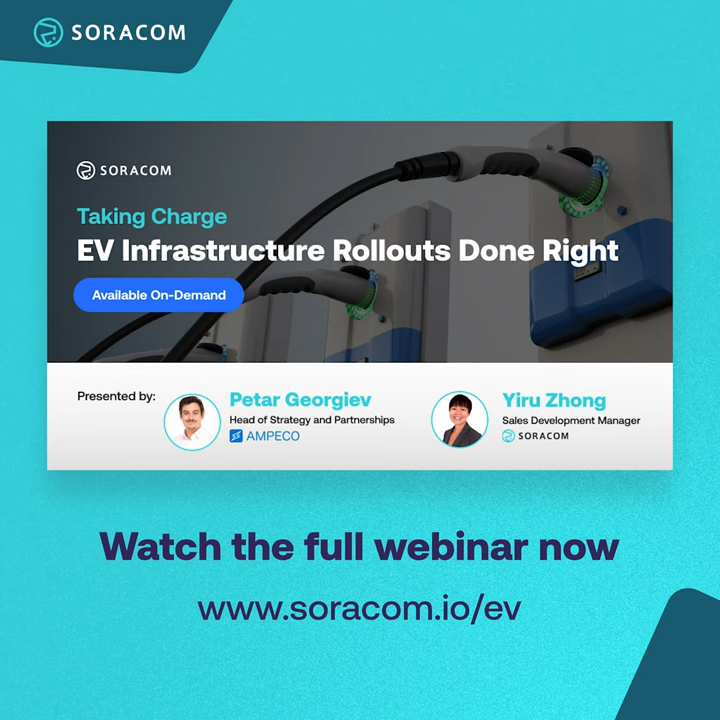 SORACOM
SORACOM
Taking Charge
EV Infrastructure Rollouts Done Right
Available On-Demand
Presented by:
Petar Georgiev
Head of Strategy and Partnerships
AMPECO
Yiru Zhong
Sales Development Manager
SORACOM
Watch the full webinar now
www.soracom.io/ev